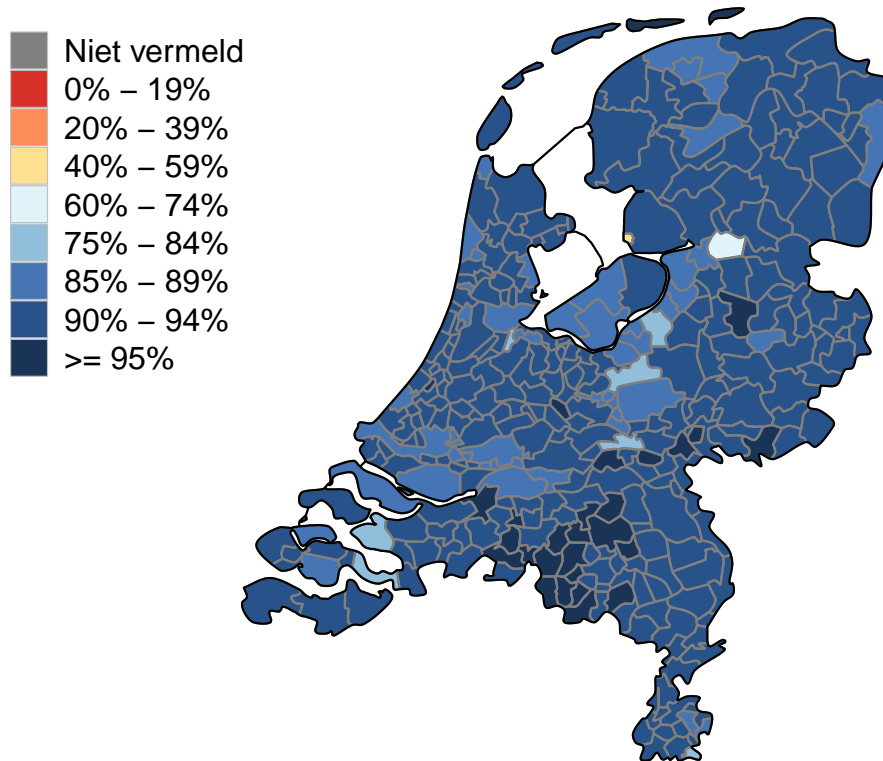 Niet vermeld
0% – 19%
20% – 39%
40% – 59%
60% – 74%
75% – 84%
85% – 89%
90% – 94%
>= 95%